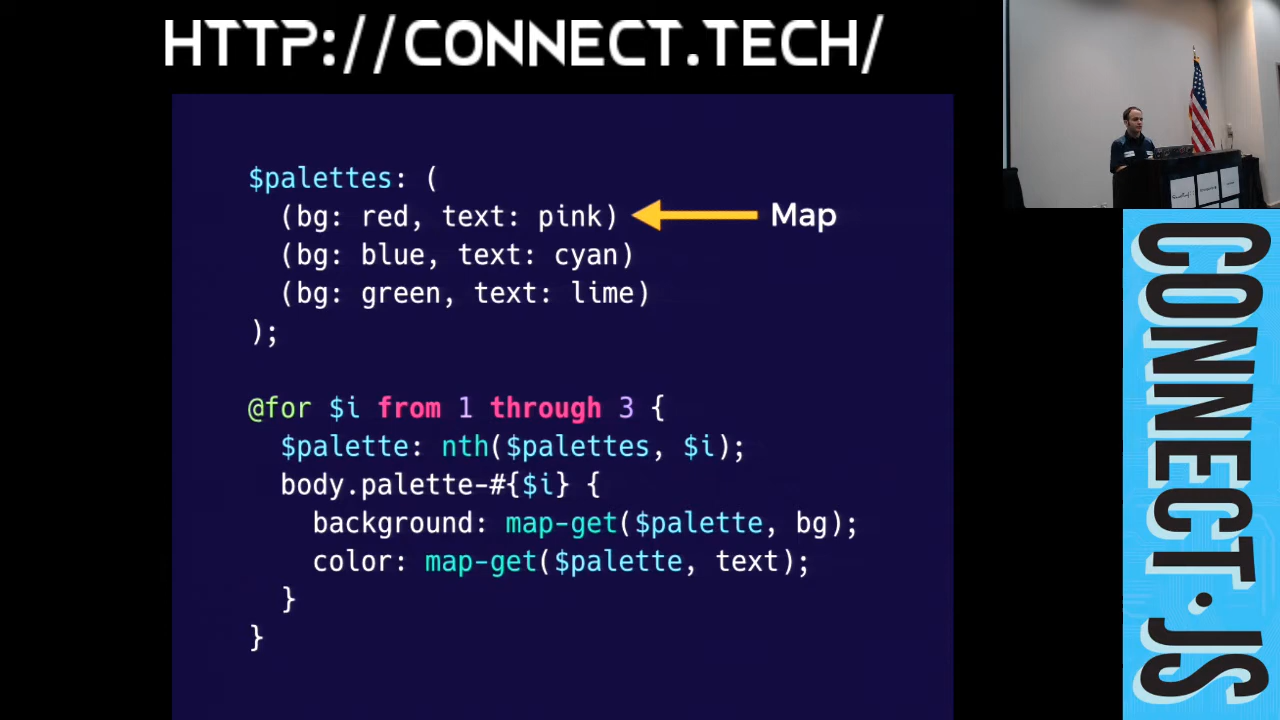 HTTP://CONNECT.TECH/
$palettes: (
(bg: red, text: pink)
Map
(bg: blue, text: cyan)
(bg: green, text: lime)
);
@for $i from 1 through 3 {
$palette: nth($palettes, $i);
body.palette-#{$i} {
background: map-get($palette, bg);
color: map-get($palette, text);
}
}
CONNECT.JS